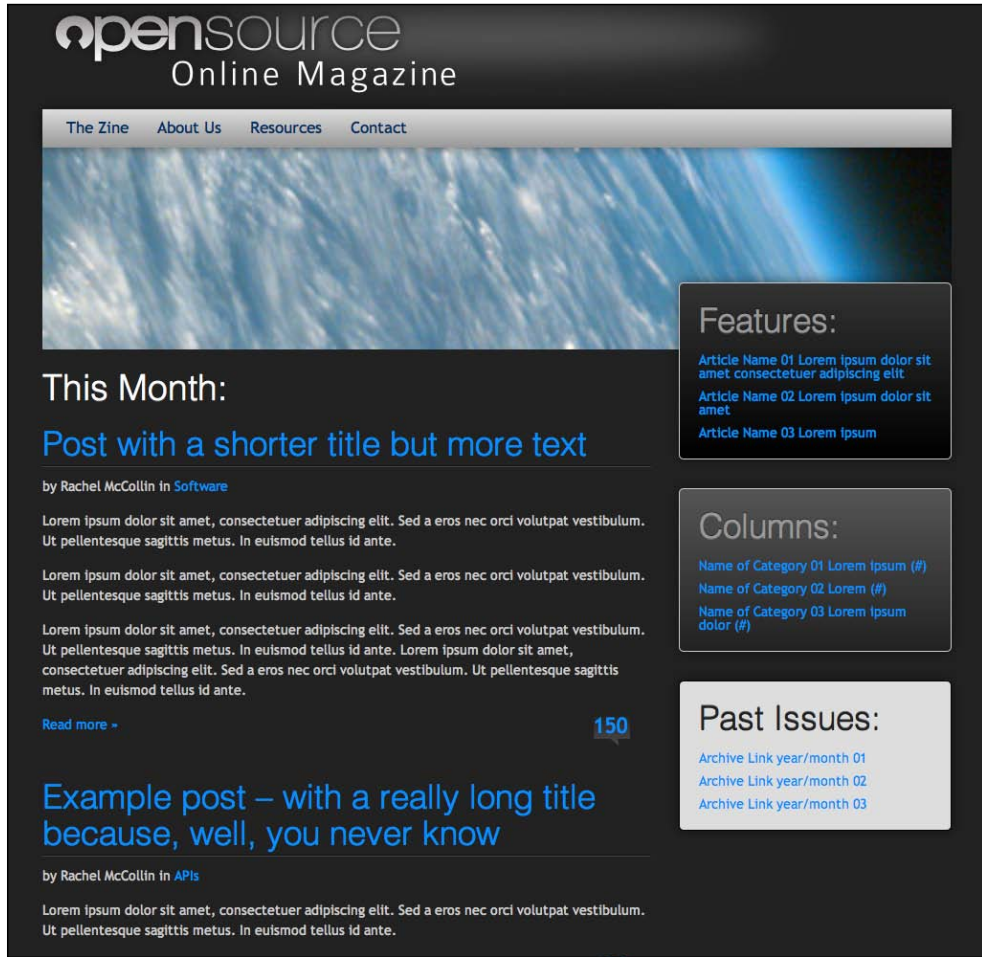 opensource
Online Magazine
The Zine About Us Resources Contact
This Month:
Post with a shorter title but more text
by Rachel McCollin in Software
Lorem ipsum dolor sit amet, consectetuer adipiscing elit. Sed a eros nec orci volutpat vestibulum.
Ut pellentesque sagittis metus. In euismod tellus id ante.
Lorem ipsum dolor sit amet, consectetuer adipiscing elit. Sed a eros nec orci volutpat vestibulum.
Ut pellentesque sagittis metus. In euismod tellus id ante.
Lorem ipsum dolor sit amet, consectetuer adipiscing elit. Sed a eros nec orci volutpat vestibulum.
Ut pellentesque sagittis metus. In euismod tellus id ante. Lorem ipsum dolor sit amet,
consectetuer adipiscing elit. Sed a eros nec orci volutpat vestibulum. Ut pellentesque sagittis
metus. In euismod tellus id ante.
Read more »
150
Example post – with a really long title
because, well, you never know
by Rachel McCollin in APIs
Lorem ipsum dolor sit amet, consectetuer adipiscing elit. Sed a eros nec orci volutpat vestibulum.
Ut pellentesque sagittis metus. In euismod tellus id ante.
Features:
Article Name 01 Lorem ipsum dolor sit
amet consectetuer adipiscing elit
Article Name 02 Lorem ipsum dolor sit
amet
Article Name 03 Lorem ipsum
Columns:
Name of Category 01 Lorem ipsum (#)
Name of Category 02 Lorem (#)
Name of Category 03 Lorem ipsum
dolor (#)
Past Issues:
Archive Link year/month 01
Archive Link year/month 02
Archive Link year/month 03